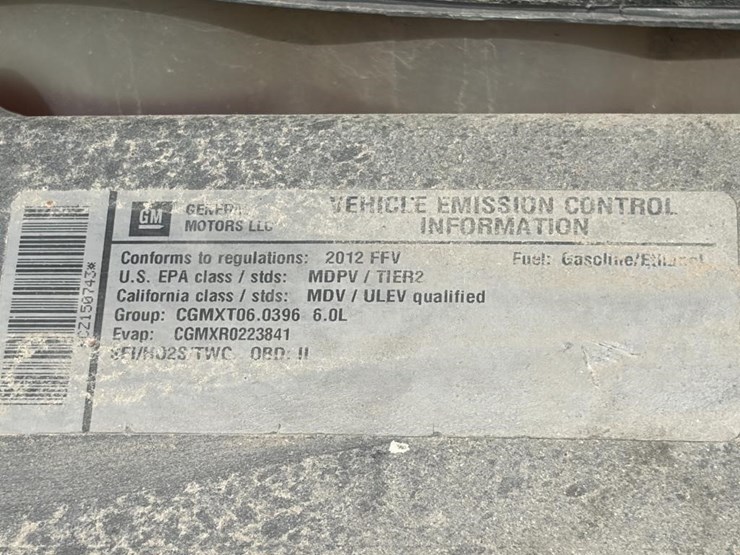 GM GENERAL
MOTORS LLC
VEHICLE EMISSION CONTROL
INFORMATION
Conforms to regulations: 2012 FFV
Fuel: Gasoline/Ethanol
U.S. EPA class / stds: MDPV / TIER2
California class / stds: MDV / ULEV qualified
Group: CGMXT06.0396 6.0L
Evap: CGMXR0223841
SFI/HO2S/TWC OBD: II
*CZ150743*